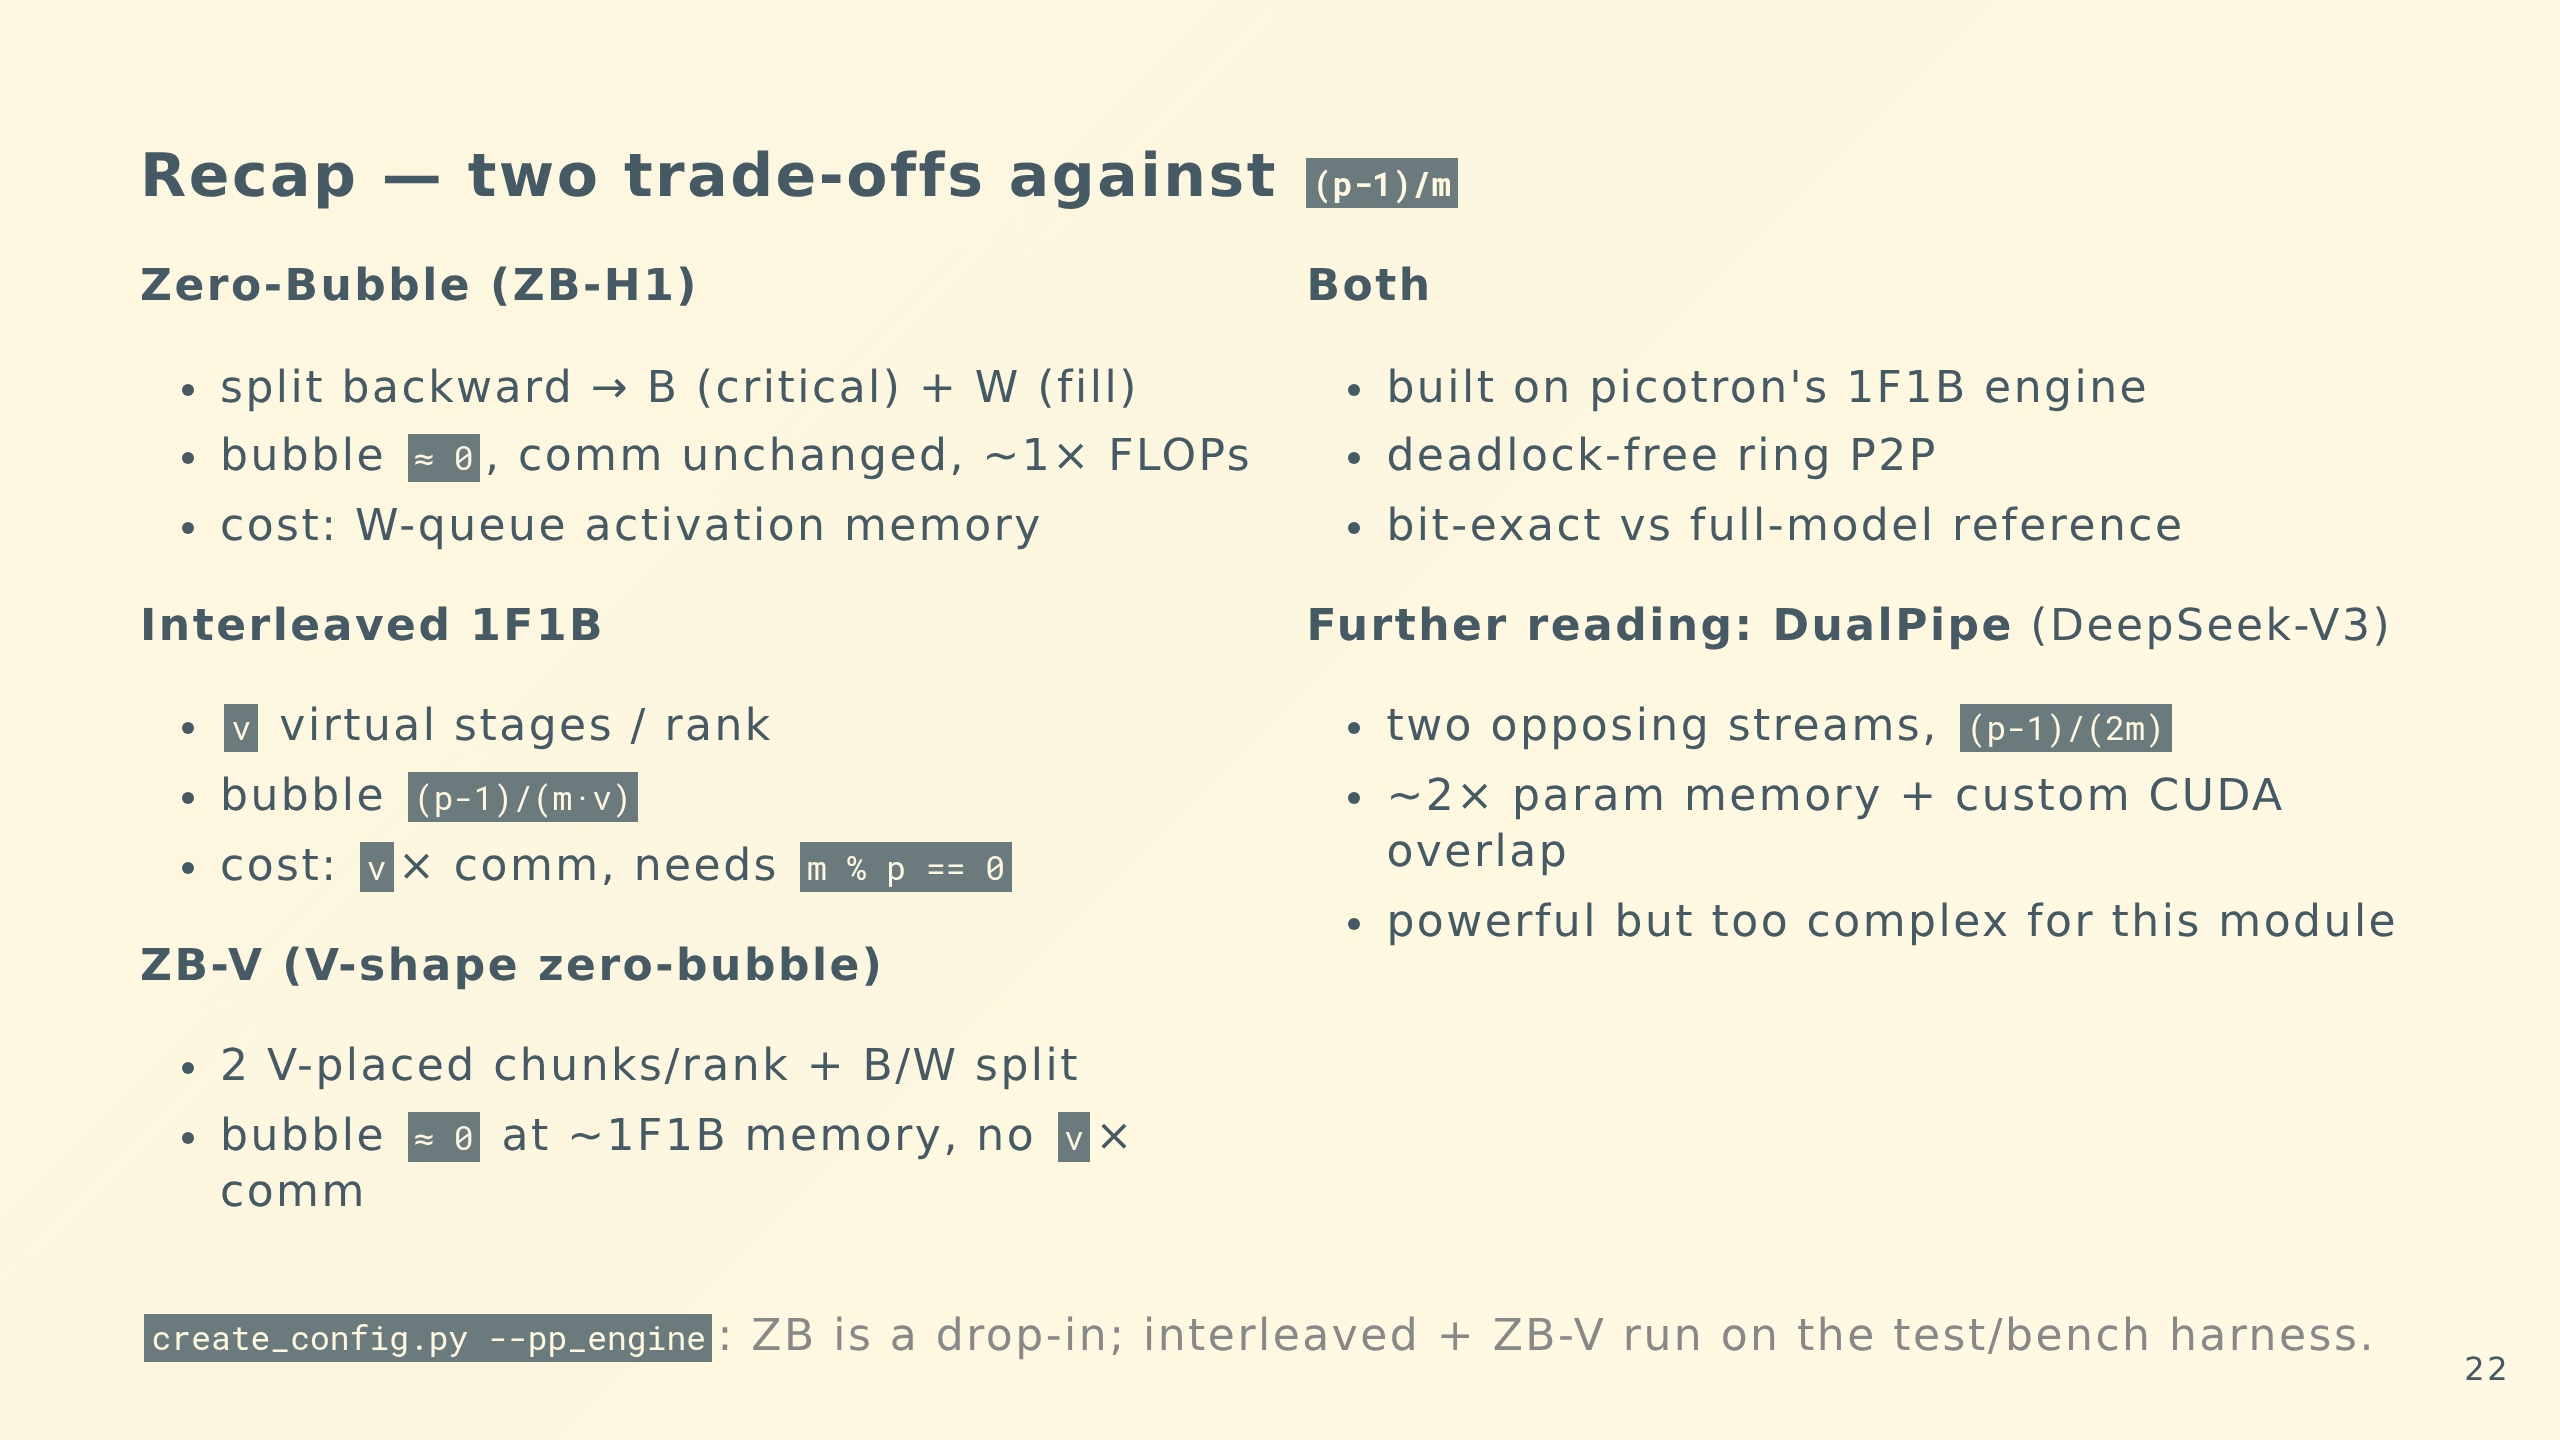 Recap — two trade-offs against (p-1)/m
Zero-Bubble (ZB-H1)
• split backward → B (critical) + W (fill)
• bubble ≈ 0, comm unchanged, ~1× FLOPs
• cost: W-queue activation memory
Interleaved 1F1B
• v virtual stages / rank
• bubble (p-1)/(m·v)
• cost: v× comm, needs m % p == 0
ZB-V (V-shape zero-bubble)
• 2 V-placed chunks/rank + B/W split
• bubble ≈ 0 at ~1F1B memory, no v×
comm
Both
• built on picotron's 1F1B engine
• deadlock-free ring P2P
• bit-exact vs full-model reference
Further reading: DualPipe (DeepSeek-V3)
• two opposing streams, (p-1)/(2m)
• ~2× param memory + custom CUDA
overlap
• powerful but too complex for this module
create_config.py --pp_engine: ZB is a drop-in; interleaved + ZB-V run on the test/bench harness.
22